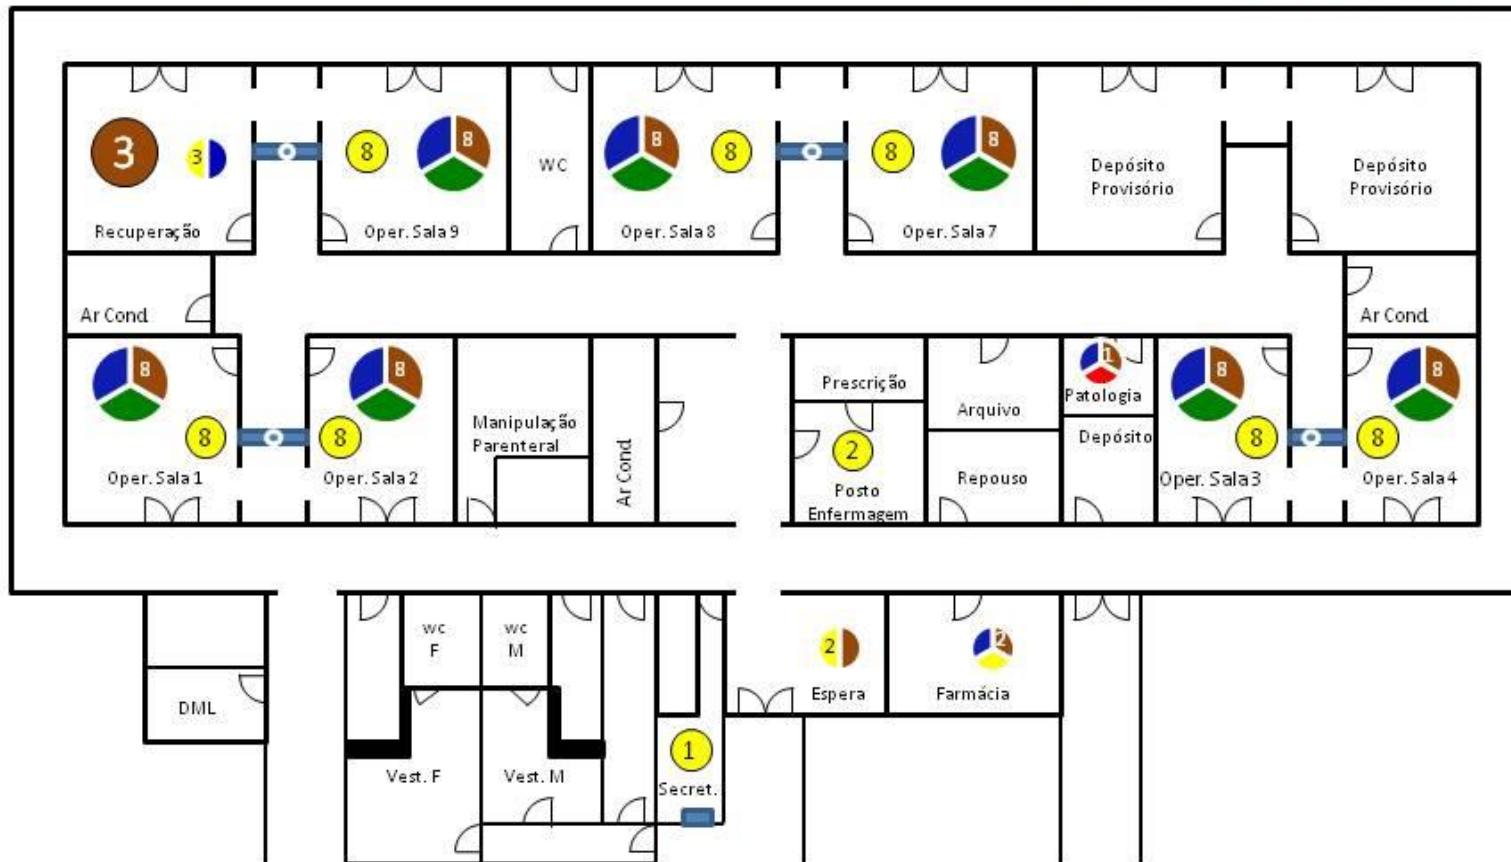 3
3
8
8
8
8
8
8
WC
Depósito
Provisório
Depósito
Provisório
Recuperação
Oper. Sala 9
Oper. Sala 8
Oper. Sala 7
Ar Cond.
Ar Cond.
8
8
1
8
8
Prescrição
Patologia
Arquivo
Manipulação
Parenteral
8
8
2
Depósito
8
8
Oper. Sala 1
Oper. Sala 2
Ar Cond.
Posto
Enfermagem
Repouso
Oper. Sala 3
Oper. Sala 4
wc
F
wc
M
2
2
Espera
Farmácia
DML
1
Vest. F
Vest. M
Secret.